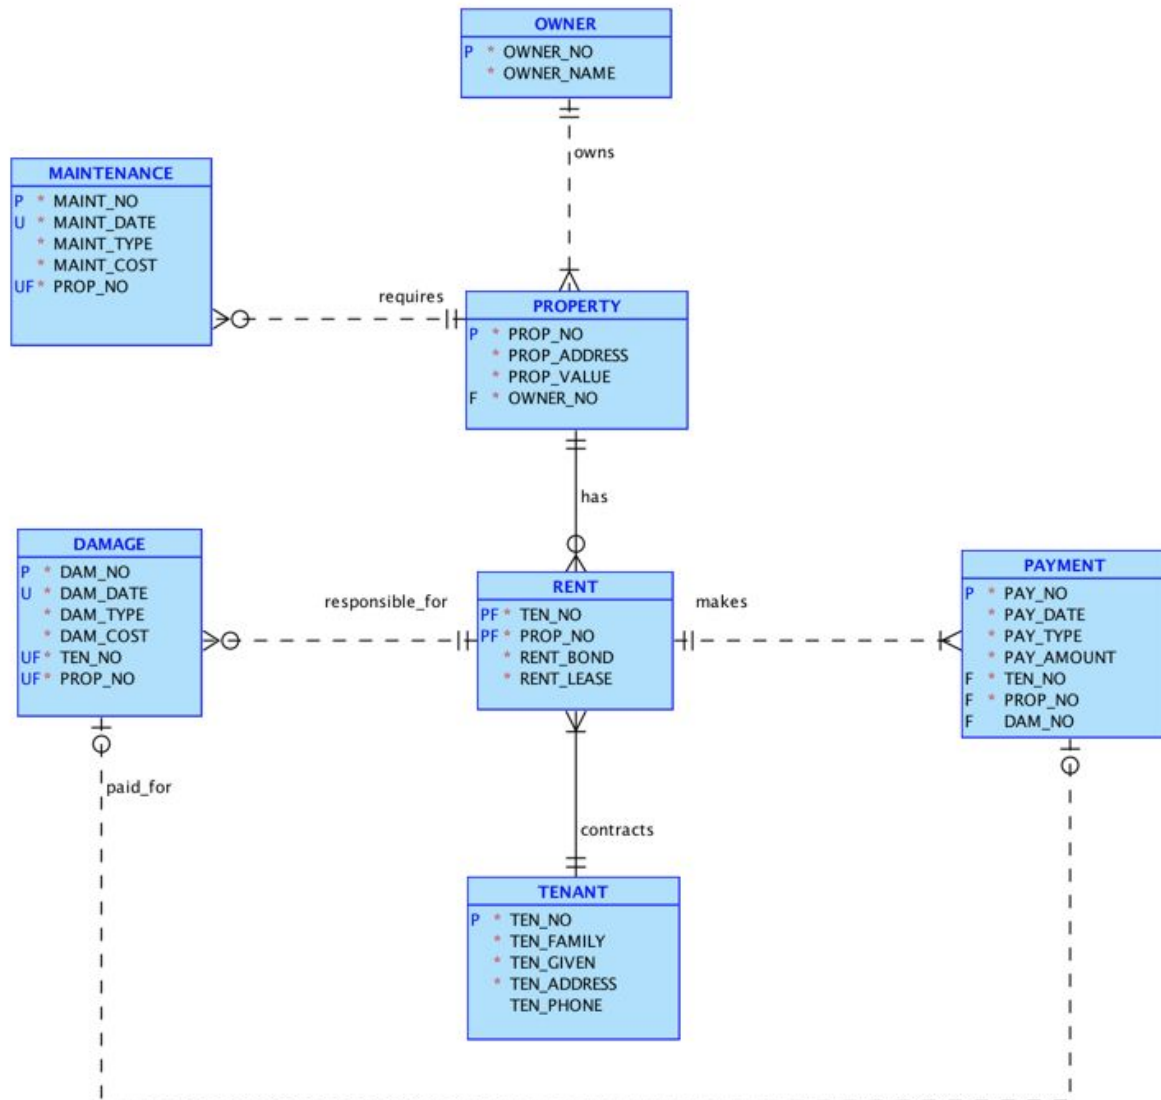 OWNER
P * OWNER_NO
* OWNER_NAME
owns
MAINTENANCE
P * MAINT_NO
U * MAINT_DATE
* MAINT_TYPE
* MAINT_COST
UF * PROP_NO
requires
PROPERTY
P * PROP_NO
* PROP_ADDRESS
* PROP_VALUE
F * OWNER_NO
has
DAMAGE
P * DAM_NO
U * DAM_DATE
* DAM_TYPE
* DAM_COST
UF * TEN_NO
UF * PROP_NO
responsible_for
RENT
PF * TEN_NO
PF * PROP_NO
* RENT_BOND
* RENT_LEASE
makes
PAYMENT
P * PAY_NO
* PAY_DATE
* PAY_TYPE
* PAY_AMOUNT
F * TEN_NO
F * PROP_NO
F DAM_NO
paid_for
contracts
TENANT
P * TEN_NO
* TEN_FAMILY
* TEN_GIVEN
* TEN_ADDRESS
TEN_PHONE